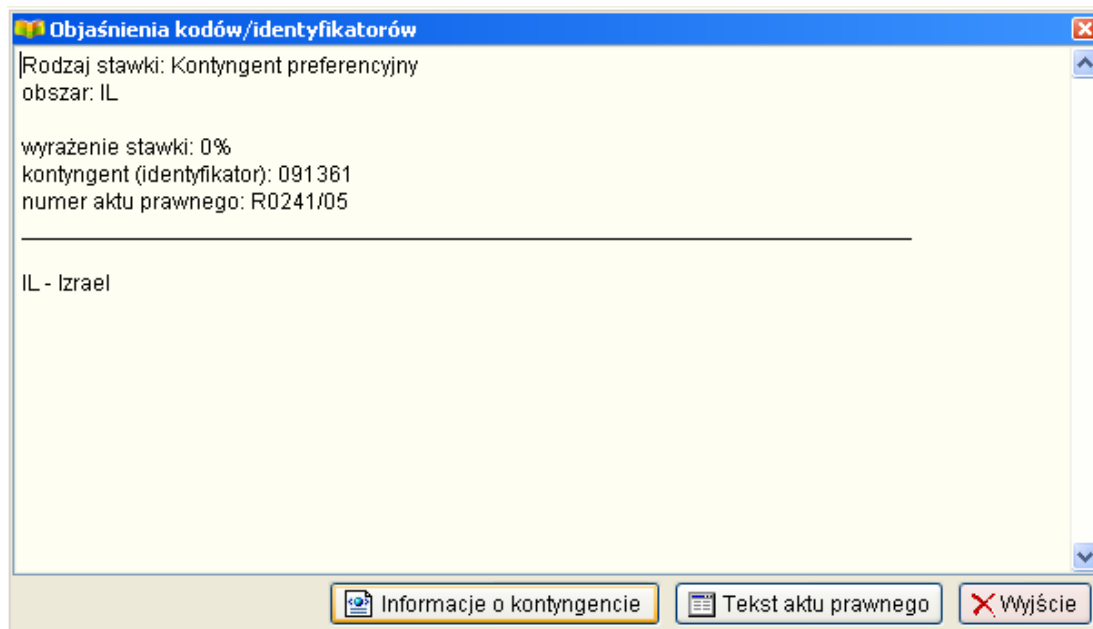 Objaśnienia kodów/identyfikatorów
Rodzaj stawki: Kontyngent preferencyjny
obszar: IL
wyrażenie stawki: 0%
kontyngent (identyfikator): 091361
numer aktu prawnego: R0241/05
IL - Izrael
Informacje o kontyngencie Tekst aktu prawnego Wyjście